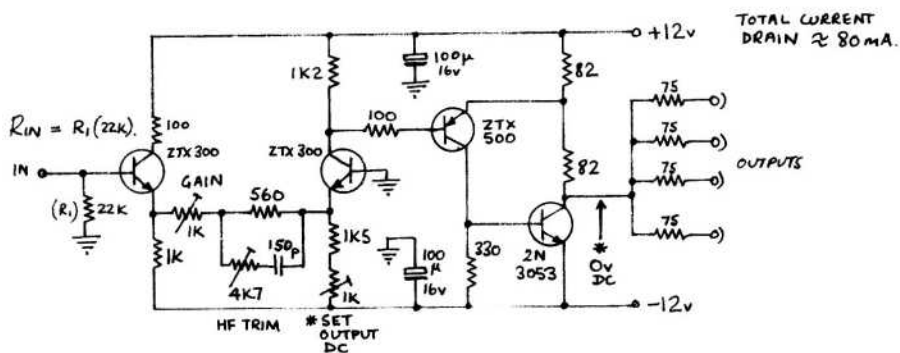 TOTAL CURRENT
DRAIN ≈ 80mA.
+12v
100µ
16v
1K2
82
75
RIN = R1 (22K).
100
100
ZTX
500
75
ZTX300
ZTX300
IN
GAIN
82
OUTPUTS
75
(R1)
22K
560
1K
75
1K
150p
1K5
100
µ
16v
330
2N
3053
*
0v
DC
4K7
1K
HF TRIM
* SET
OUTPUT
DC
-12v